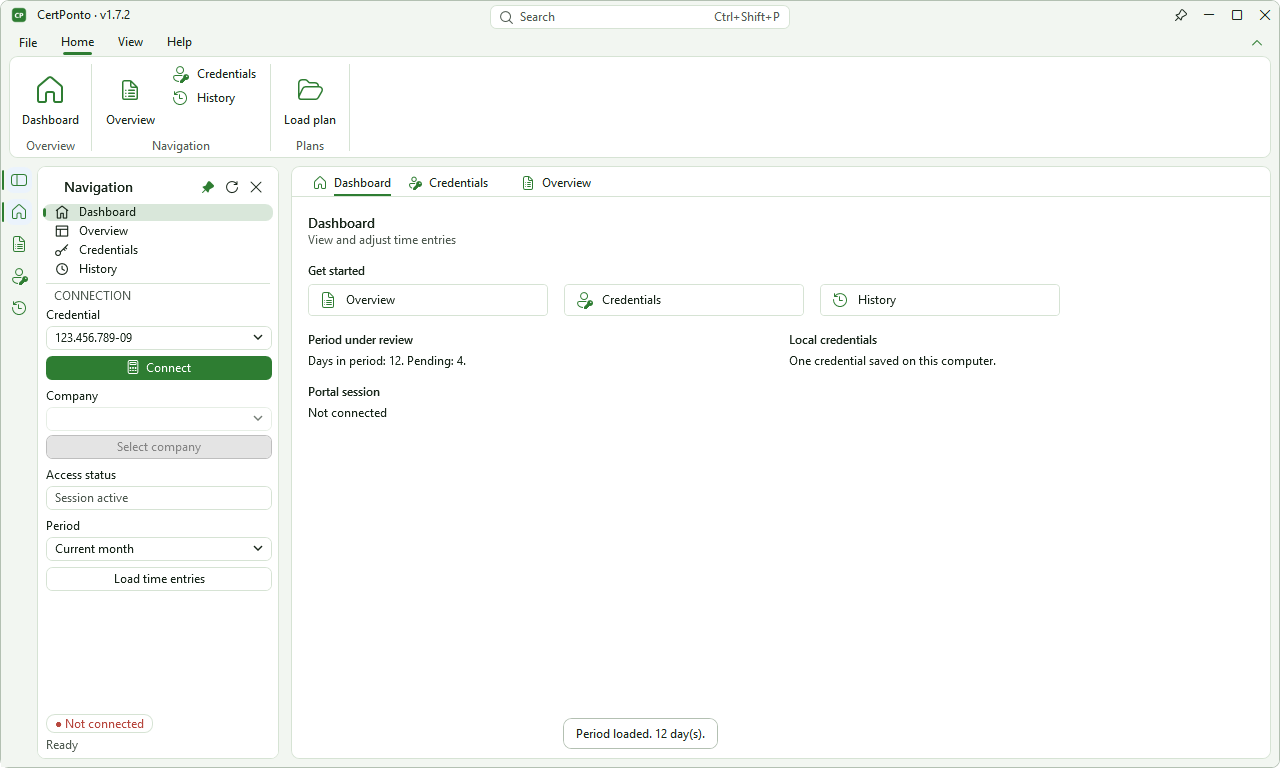 CP CertPonto · v1.7.2
Search Ctrl+Shift+P
File Home View Help
Dashboard
Overview
Overview
Credentials
History
Navigation
Load plan
Plans
Navigation
Dashboard
Overview
Credentials
History
CONNECTION
Credential
123.456.789-09
Connect
Company
Select company
Access status
Session active
Period
Current month
Load time entries
Not connected
Ready
Dashboard Credentials Overview
Dashboard
View and adjust time entries
Get started
Overview Credentials History
Period under review
Days in period: 12. Pending: 4.
Local credentials
One credential saved on this computer.
Portal session
Not connected
Period loaded. 12 day(s).